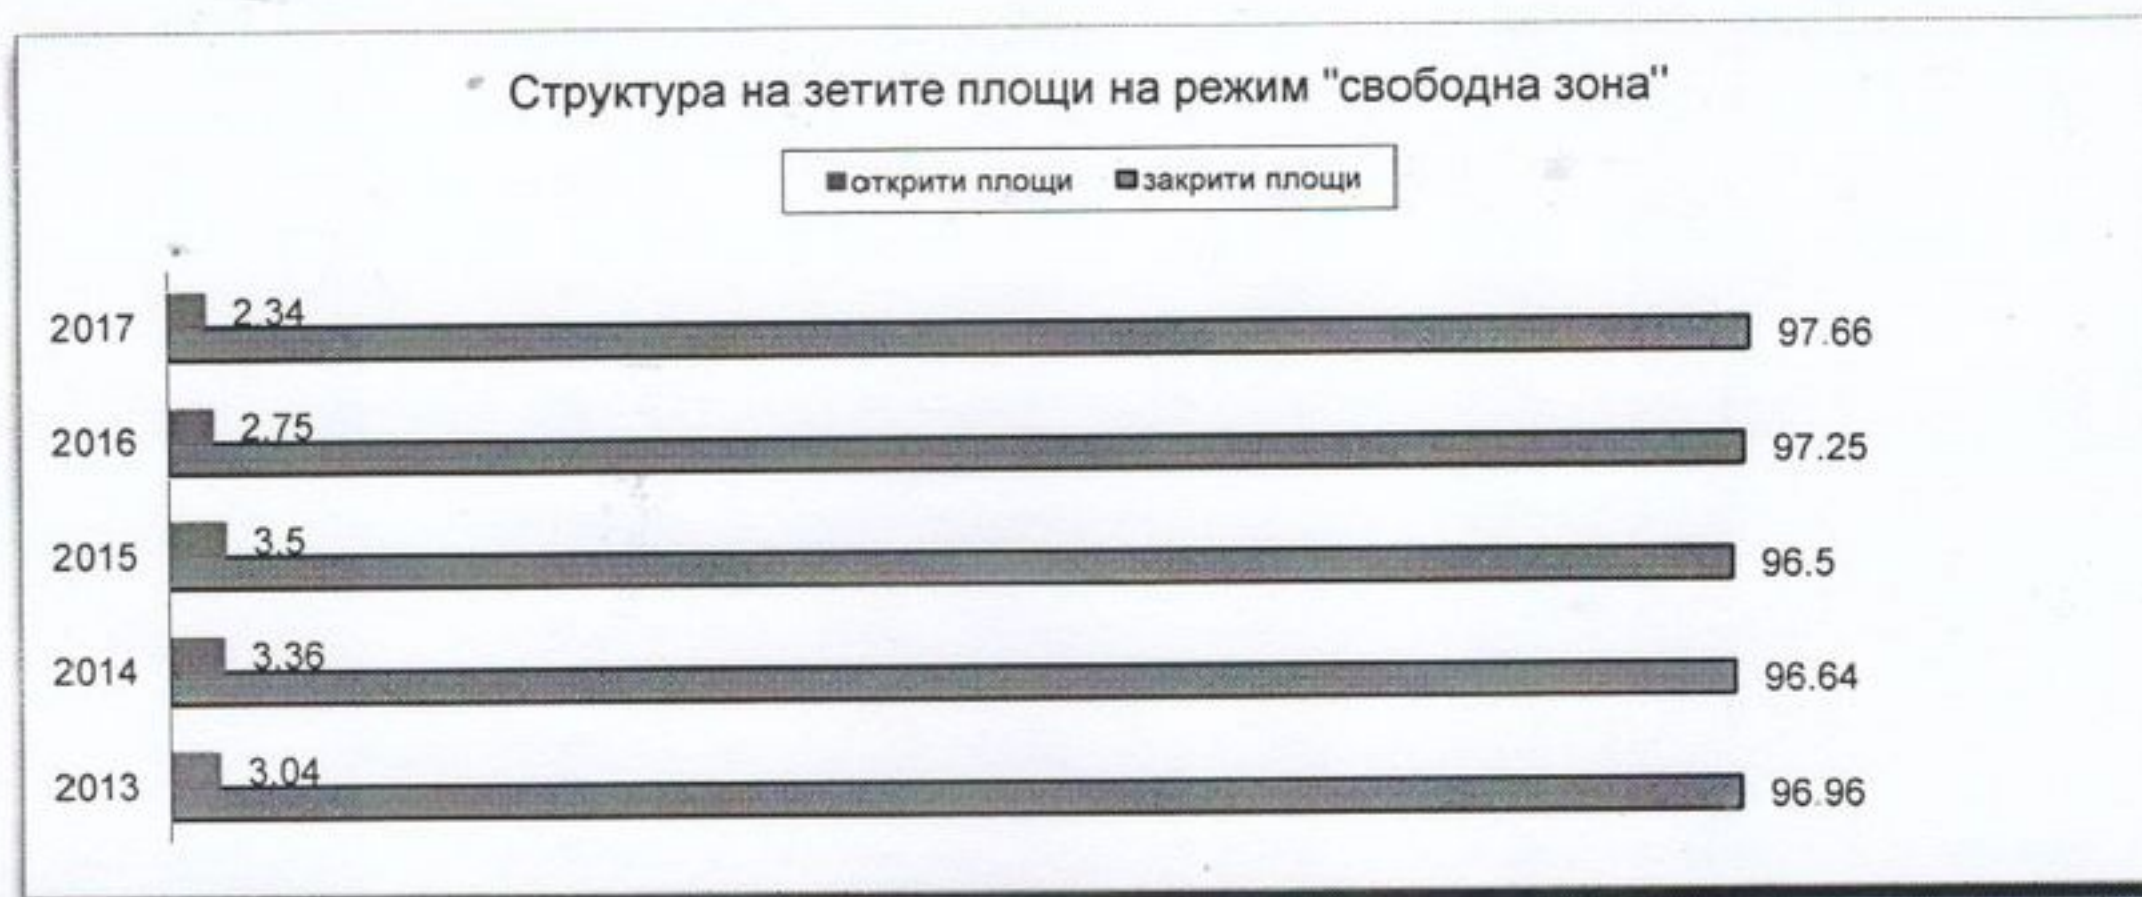 Структура на зетите площи на режим "свободна зона"
открити площи закрити площи
2017 2.34 97.66
2016 2.75 97.25
2015 3.5 96.5
2014 3.36 96.64
2013 3.04 96.96